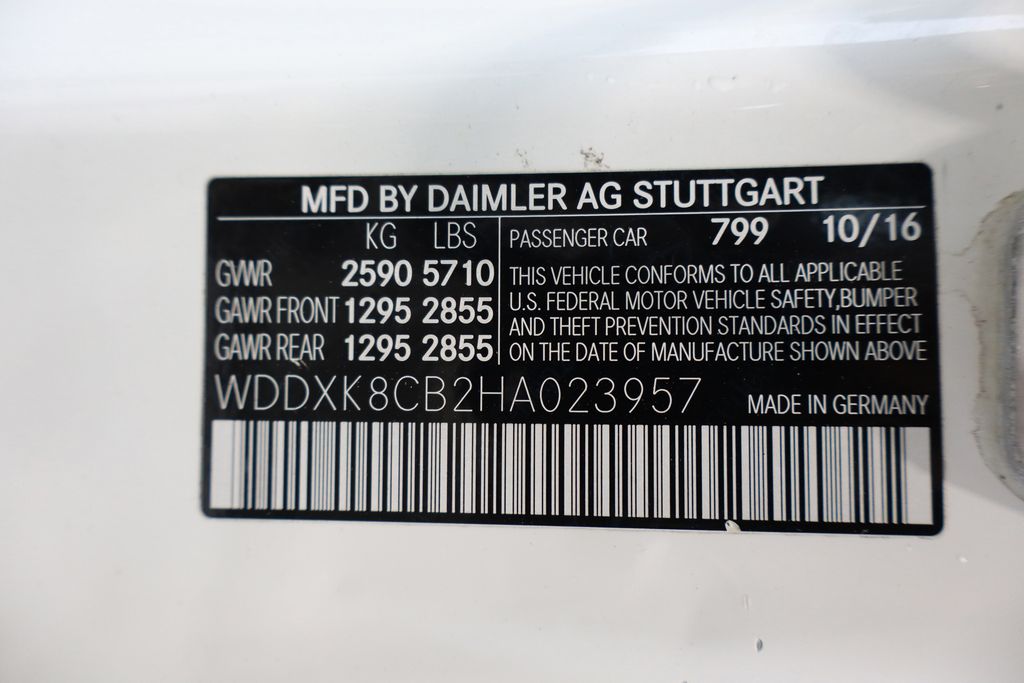 MFD BY DAIMLER AG STUTTGART
KG LBS
GVWR 2590 5710
GAWR FRONT 1295 2855
GAWR REAR 1295 2855
PASSENGER CAR 799 10/16
THIS VEHICLE CONFORMS TO ALL APPLICABLE
U.S. FEDERAL MOTOR VEHICLE SAFETY,BUMPER
AND THEFT PREVENTION STANDARDS IN EFFECT
ON THE DATE OF MANUFACTURE SHOWN ABOVE
WDDXK8CB2HA023957
MADE IN GERMANY